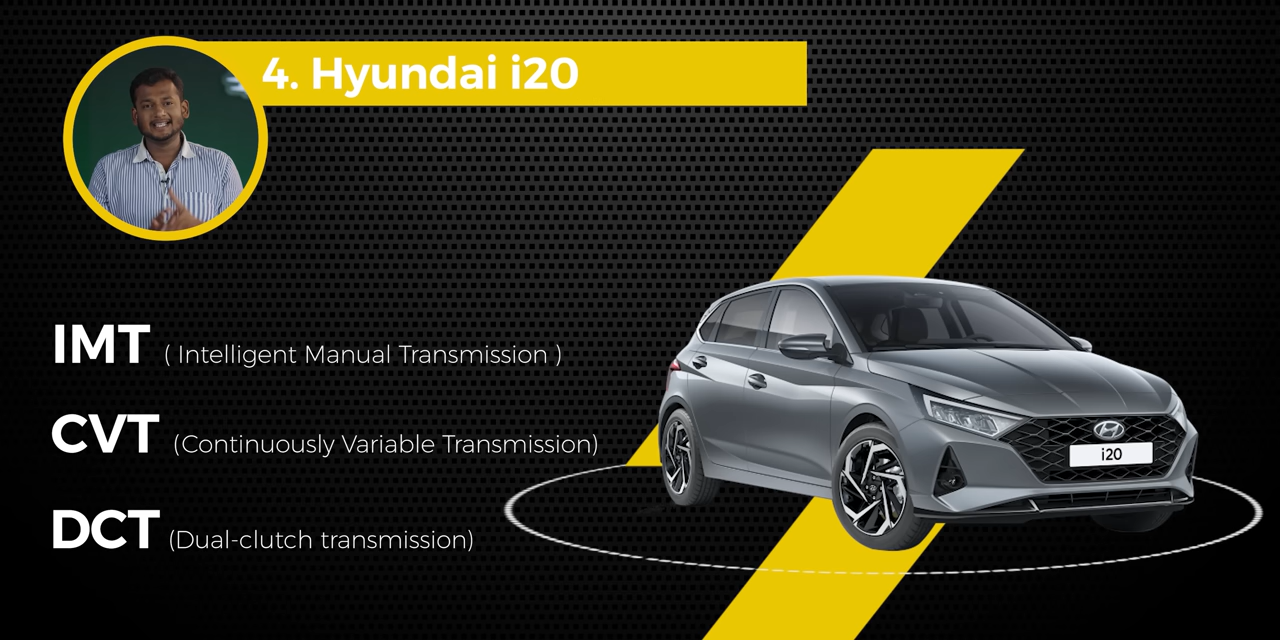 4. Hyundai i20
IMT ( Intelligent Manual Transmission )
CVT (Continuously Variable Transmission)
DCT (Dual-clutch transmission)
i20